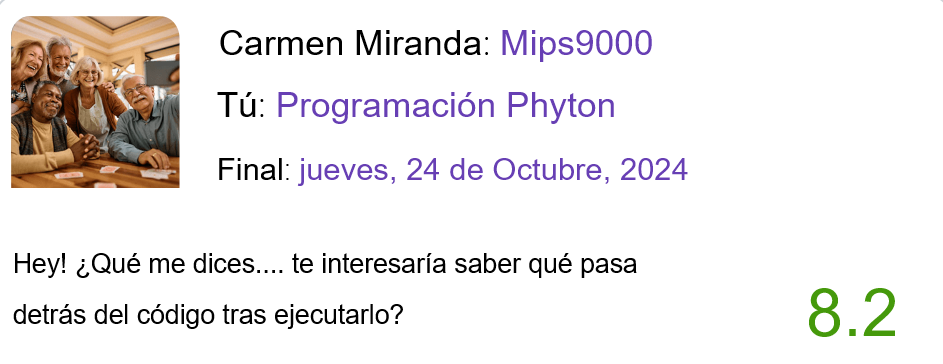 Carmen Miranda: Mips9000
Tú: Programación Phyton
Final: jueves, 24 de Octubre, 2024
Hey! ¿Qué me dices.... te interesaría saber qué pasa
detrás del código tras ejecutarlo?
8.2